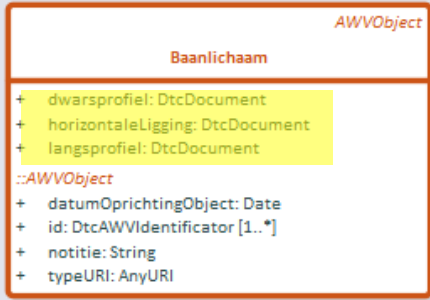 AWVObject
Baanlichaam
+ dwarsprofiel: DtcDocument
+ horizontaleLigging: DtcDocument
+ langsprofiel: DtcDocument
::AWVObject
+ datumOprichtingObject: Date
+ id: DtcAWVIdentificator [1..*]
+ notitie: String
+ typeURI: AnyURI